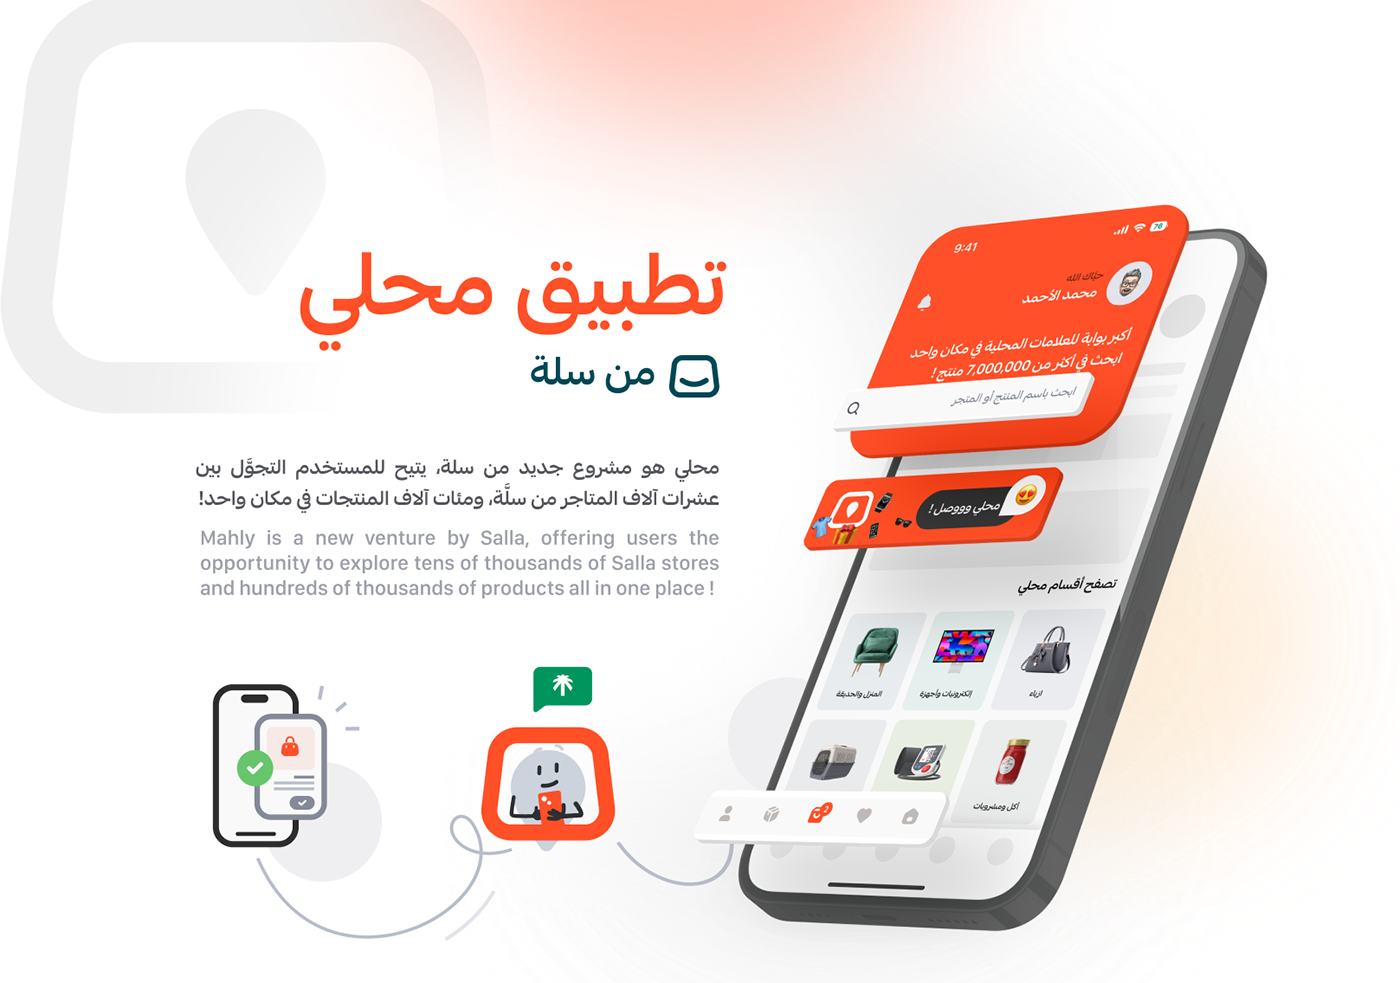 تطبيق محلي
من سلة
محلي هو مشروع جديد من سلة، يتيح للمستخدم التجوَّل بين
عشرات آلاف المتاجر من سلَّة، ومئات آلاف المنتجات في مكان واحد!
Mahly is a new venture by Salla, offering users the
opportunity to explore tens of thousands of Salla stores
and hundreds of thousands of products all in one place !
9:41
76
حيّاك الله
محمد الأحمد
أكبر بوابة للعلامات المحلية في مكان واحد
ابحث في أكثر من 7,000,000 منتج !
ابحث باسم المنتج أو المتجر
محلي وووصل !
تصفح أقسام محلي
ازياء
إلكترونيات وأجهزة
المنزل والحديقة
أكل ومشروبات
2